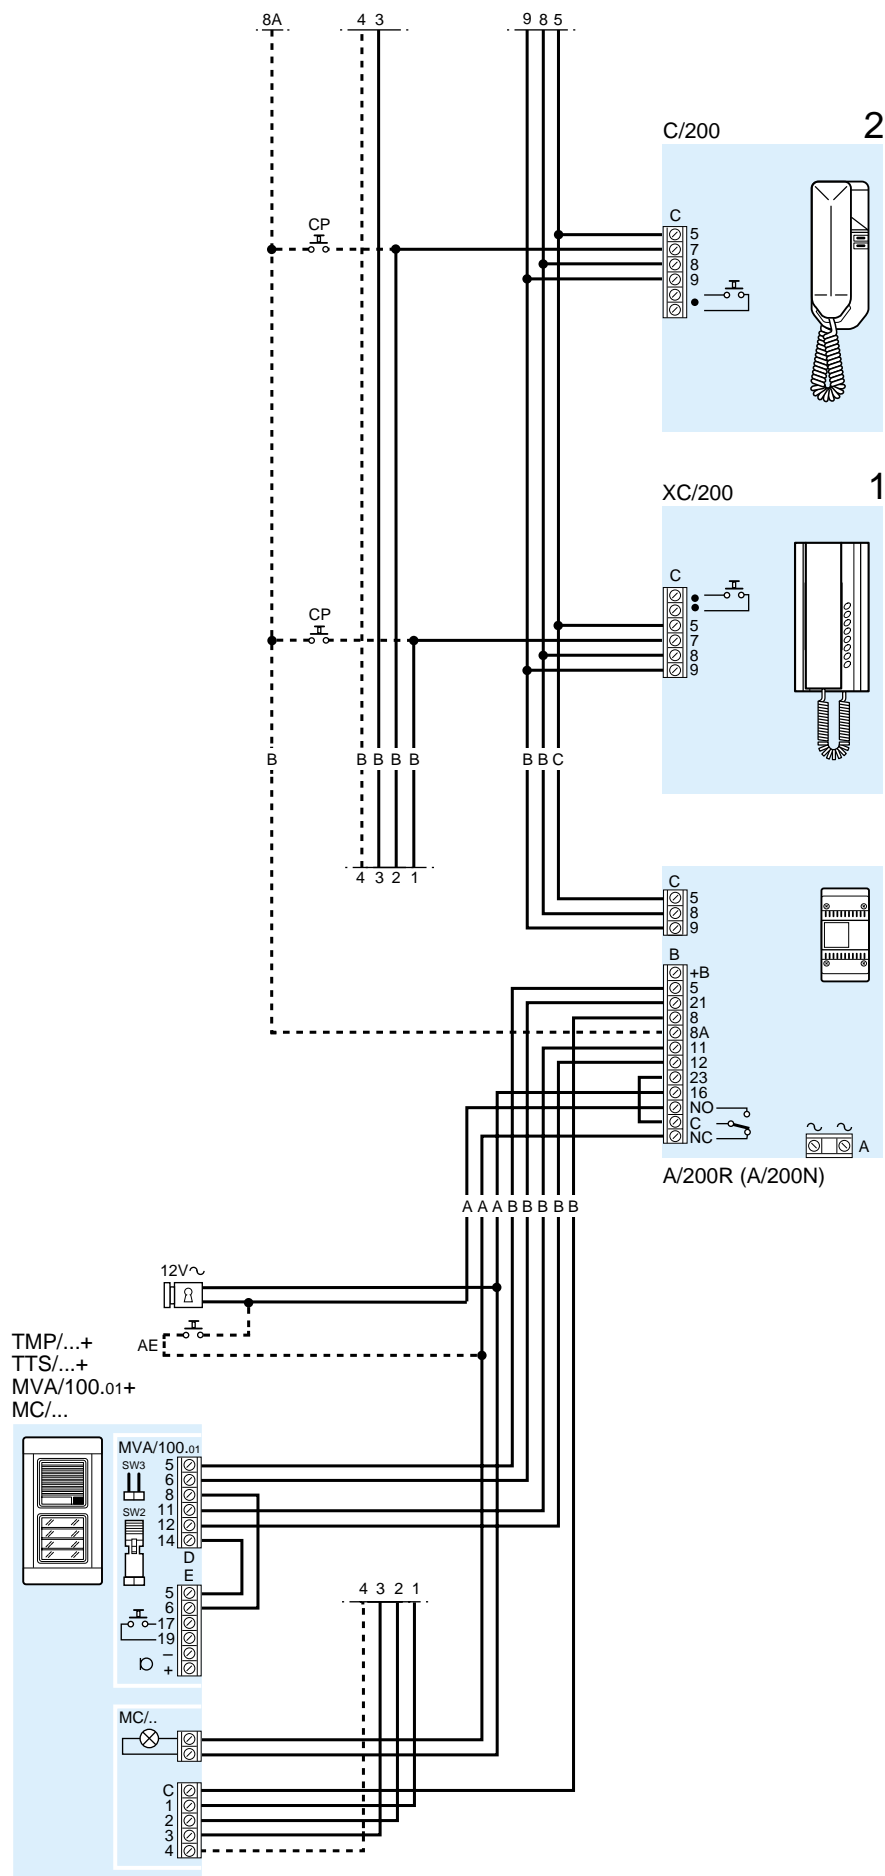 8A 4 3 9 8 5
C/200 2
C
CP
5
7
8
9
XC/200 1
C
CP
5
7
8
9
B B B B B B B C
4 3 2 1
C
5
8
9
B
+B
5
21
8
8A
11
12
23
16
NO
C
NC
A
A/200R (A/200N)
A A A B B B B B
12V~
AE
TMP/...+
TTS/...+
MVA/100.01+
MC/...
MVA/100.01
SW3
SW2
5
6
8
11
12
14
D
E
5
6
17
19
–
+
4 3 2 1
MC/..
C
1
2
3
4